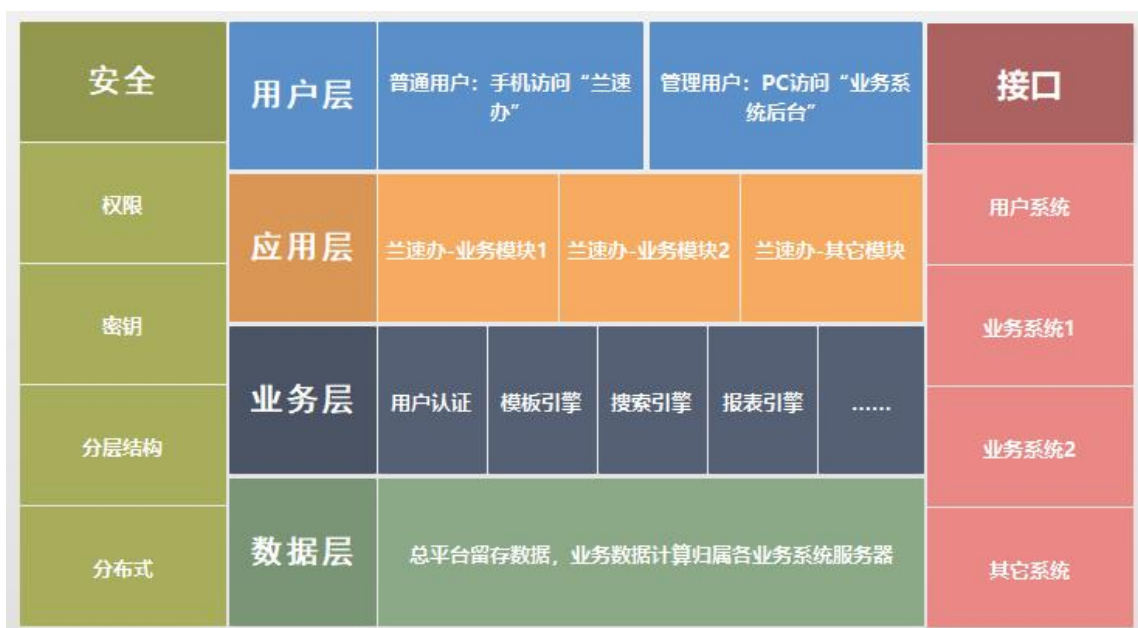 安全
权限
密钥
分层结构
分布式
用户层
普通用户：手机访问“兰速
办”
管理用户：PC访问“业务系
统后台”
应用层
兰速办-业务模块1
兰速办-业务模块2
兰速办-其它模块
业务层
用户认证
模板引擎
搜索引擎
报表引擎
......
数据层
总平台留存数据，业务数据计算归属各业务系统服务器
接口
用户系统
业务系统1
业务系统2
其它系统